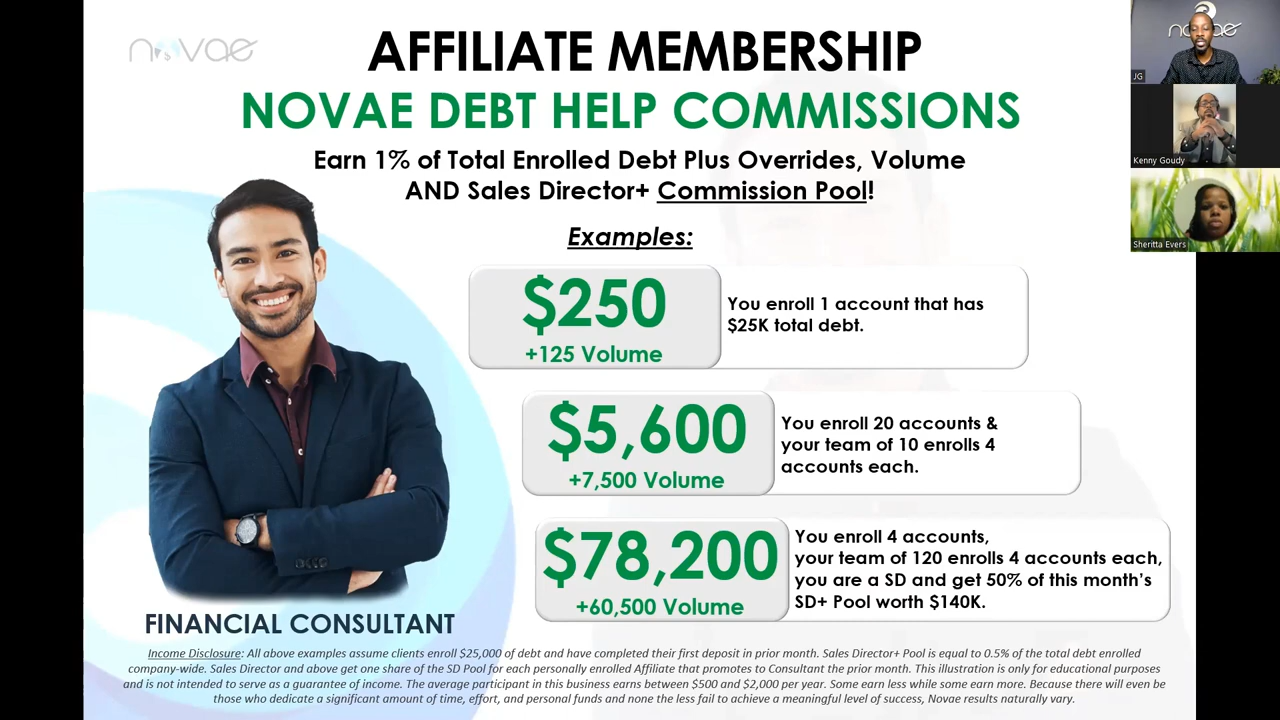 novae
AFFILIATE MEMBERSHIP
NOVAE DEBT HELP COMMISSIONS
Earn 1% of Total Enrolled Debt Plus Overrides, Volume
AND Sales Director+ Commission Pool!
Examples:
$250
+125 Volume
You enroll 1 account that has
$25K total debt.
$5,600
+7,500 Volume
You enroll 20 accounts &
your team of 10 enrolls 4
accounts each.
$78,200
+60,500 Volume
You enroll 4 accounts,
your team of 120 enrolls 4 accounts each,
you are a SD and get 50% of this month's
SD+ Pool worth $140K.
FINANCIAL CONSULTANT
Income Disclosure: All above examples assume clients enroll $25,000 of debt and have completed their first deposit in prior month. Sales Director+ Pool is equal to 0.5% of the total debt enrolled
company-wide. Sales Director and above get one share of the SD Pool for each personally enrolled Affiliate that promotes to Consultant the prior month. This illustration is only for educational purposes
and is not intended to serve as a guarantee of income. The average participant in this business earns between $500 and $2,000 per year. Some earn less while some earn more. Because there will even be
those who dedicate a significant amount of time, effort, and personal funds and none the less fail to achieve a meaningful level of success, Novae results naturally vary.
novae
JG
Kenny Goudy
Sheritta Evers